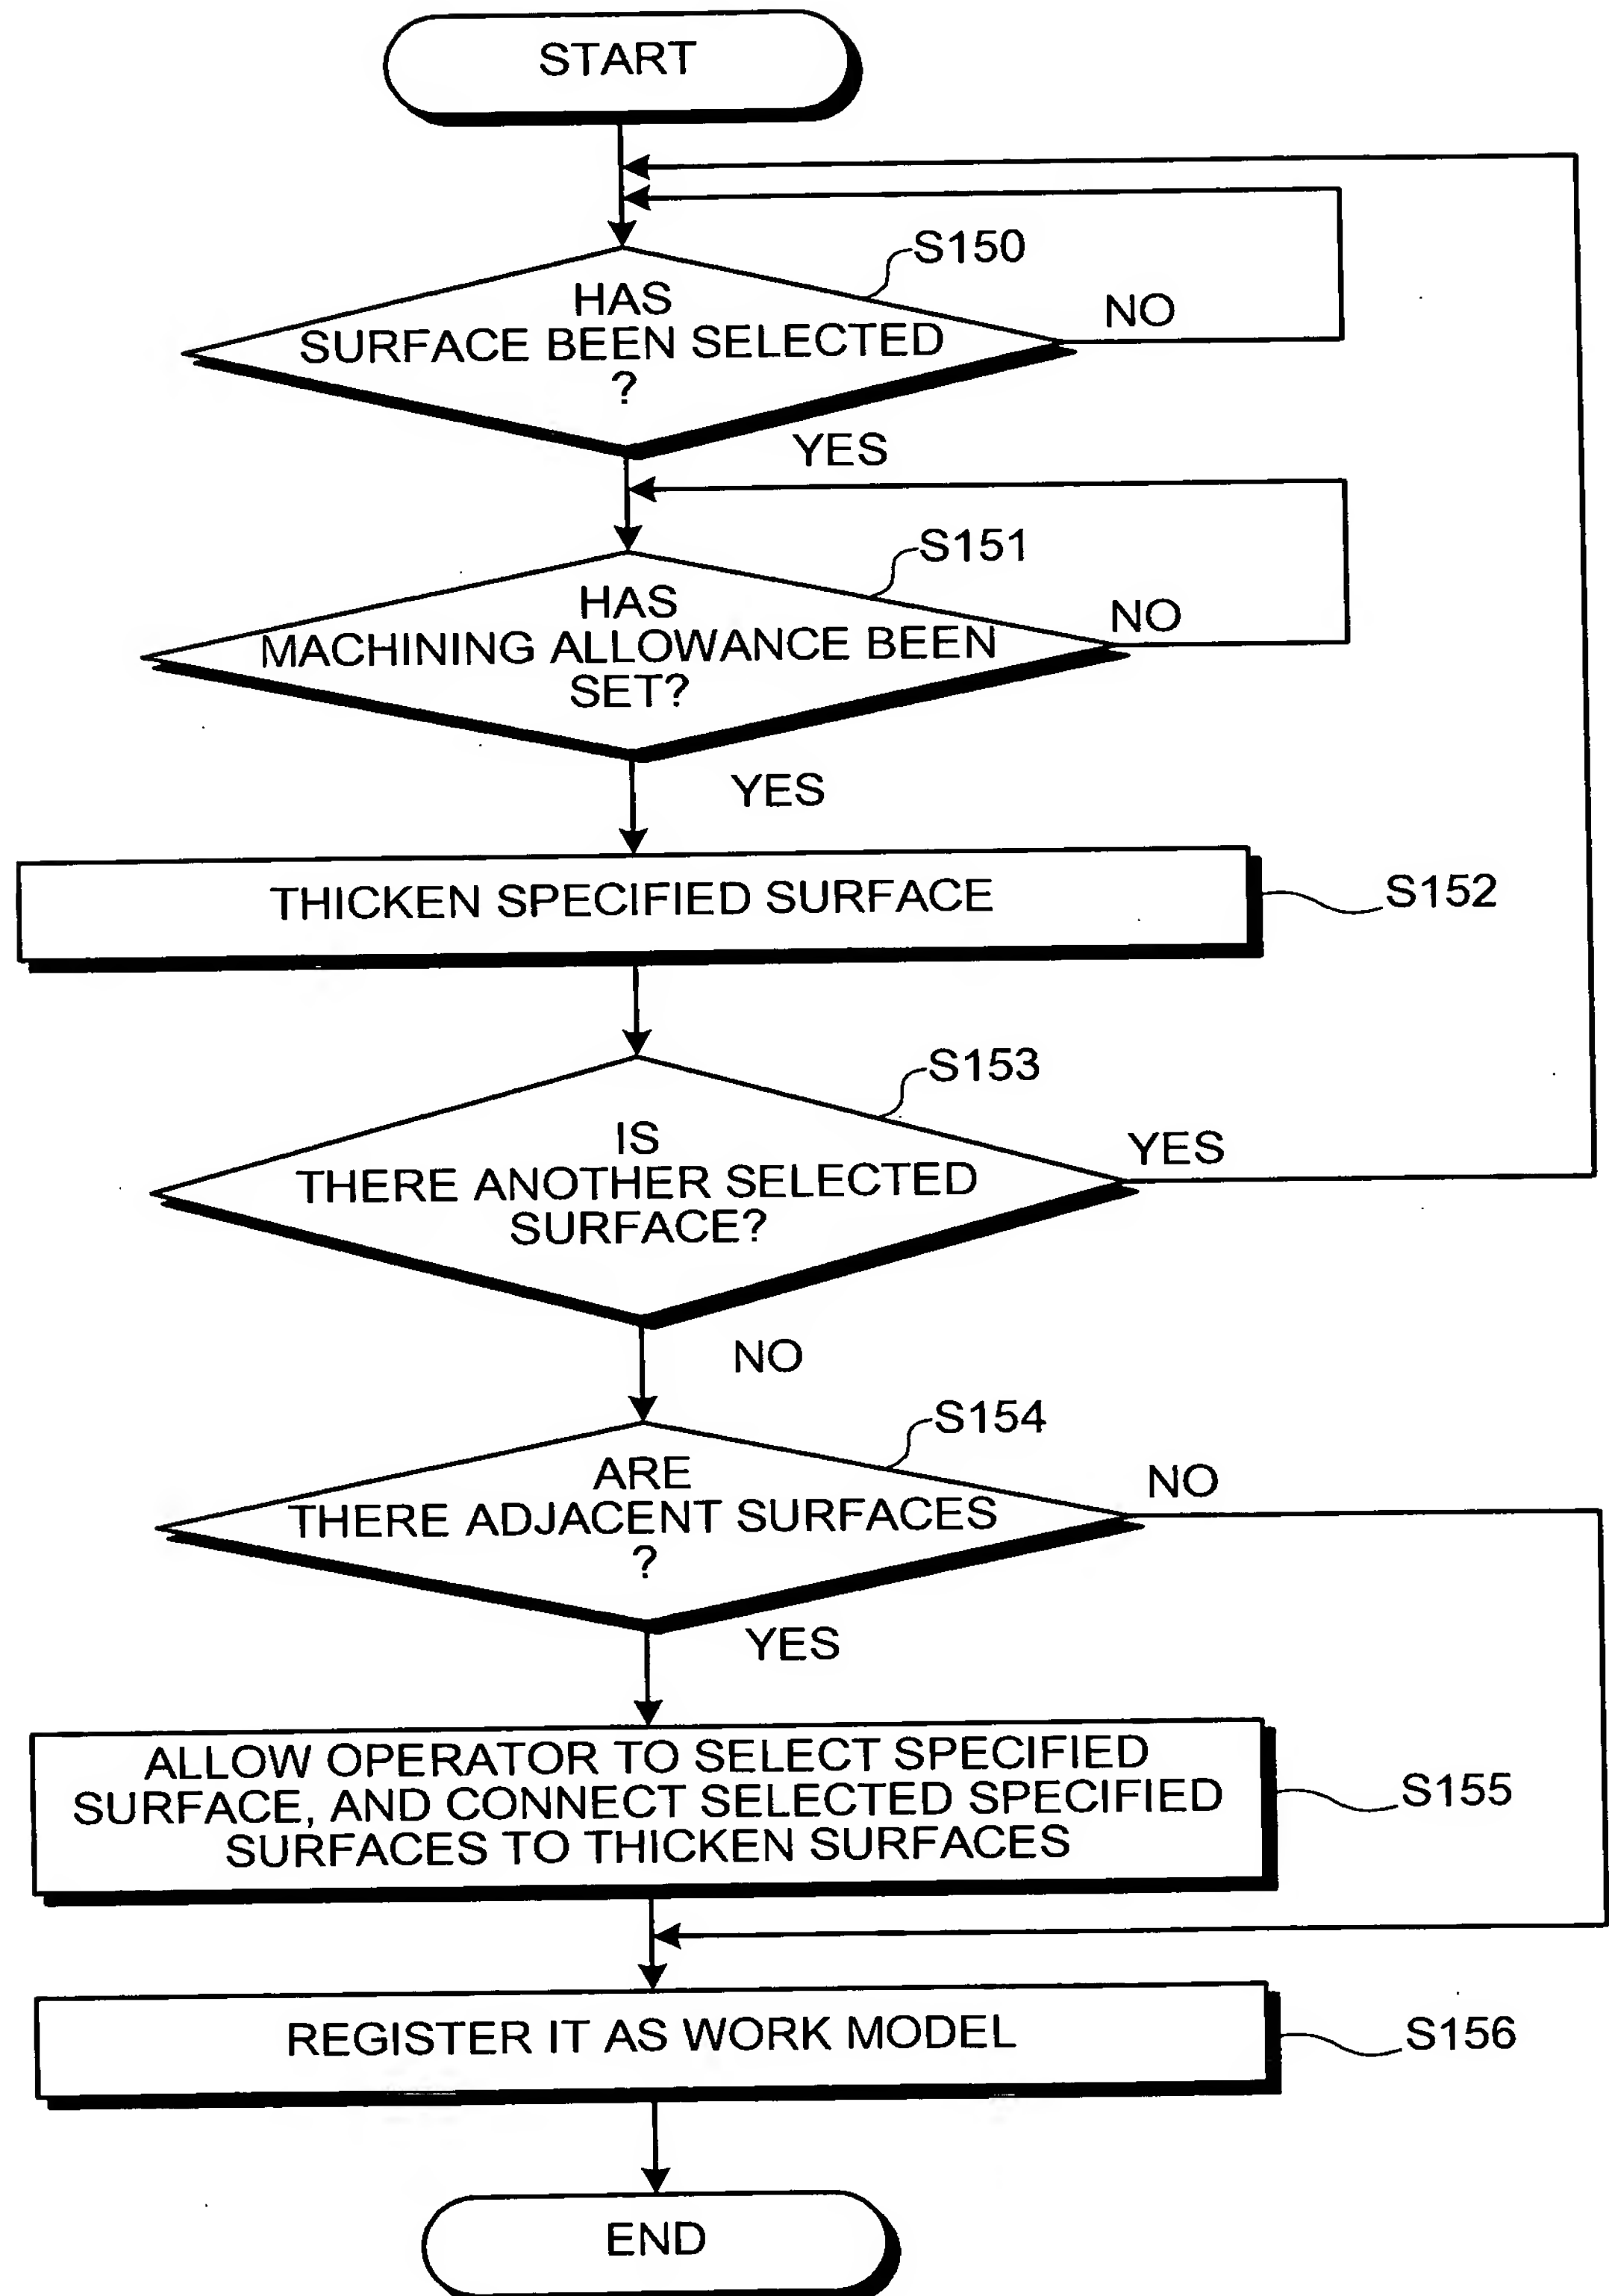 START
S150
HAS
SURFACE BEEN SELECTED
?
NO
YES
S151
HAS
MACHINING ALLOWANCE BEEN
SET?
NO
YES
THICKEN SPECIFIED SURFACE
S152
S153
IS
THERE ANOTHER SELECTED
SURFACE?
YES
NO
S154
ARE
THERE ADJACENT SURFACES
?
NO
YES
ALLOW OPERATOR TO SELECT SPECIFIED
SURFACE, AND CONNECT SELECTED SPECIFIED
SURFACES TO THICKEN SURFACES
S155
REGISTER IT AS WORK MODEL
S156
END